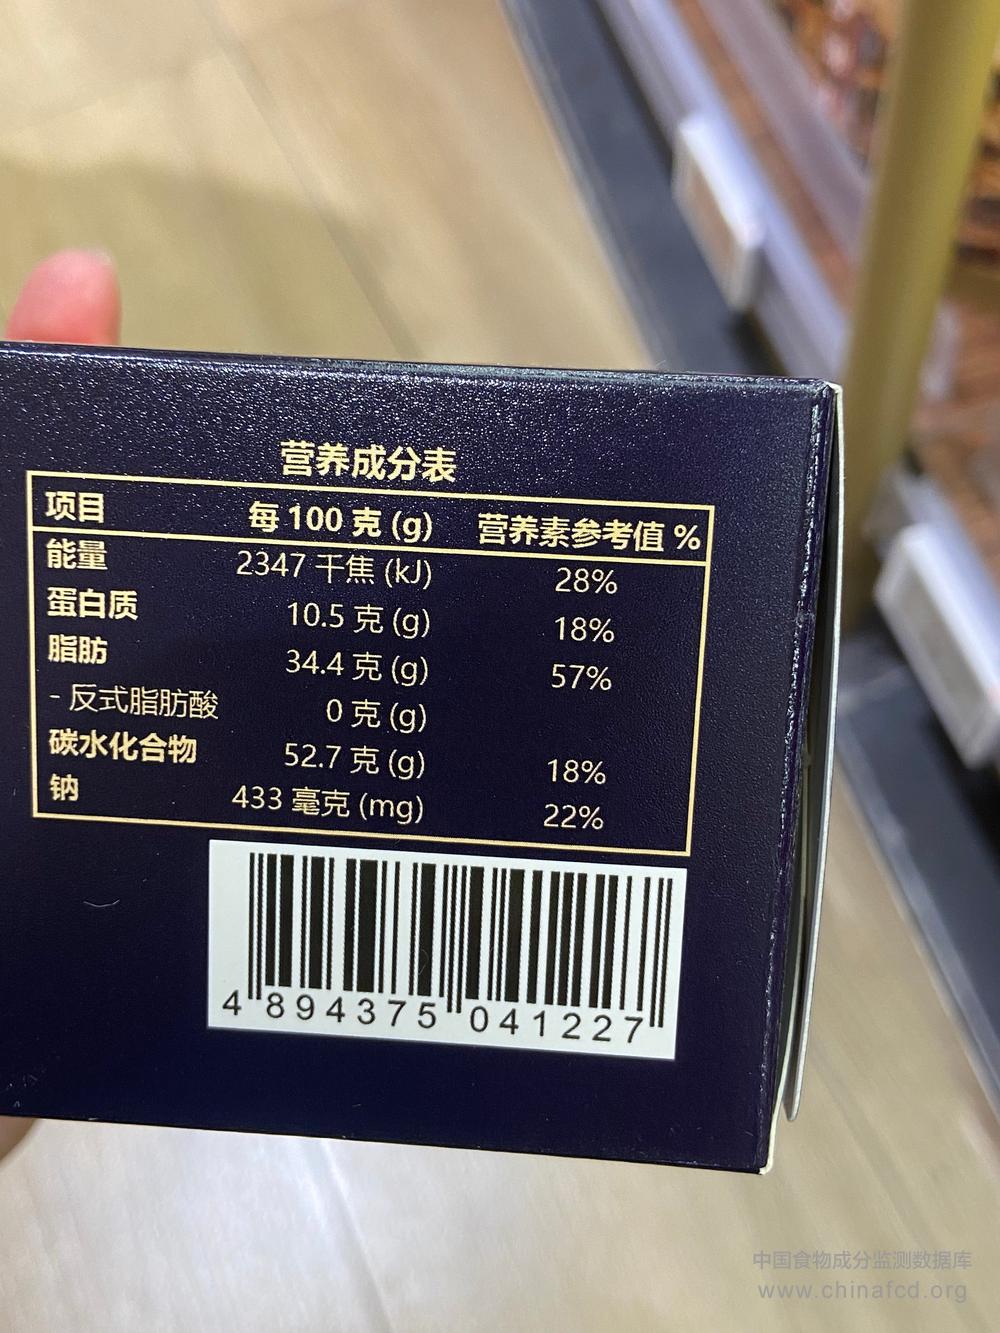 营养成分表
项目 每 100 克 (g) 营养素参考值 %
能量 2347 千焦 (kJ) 28%
蛋白质 10.5 克 (g) 18%
脂肪 34.4 克 (g) 57%
- 反式脂肪酸 0 克 (g)
碳水化合物 52.7 克 (g) 18%
钠 433 毫克 (mg) 22%
4 894375 041227
中国食物成分监测数据库
www.chinafcd.org